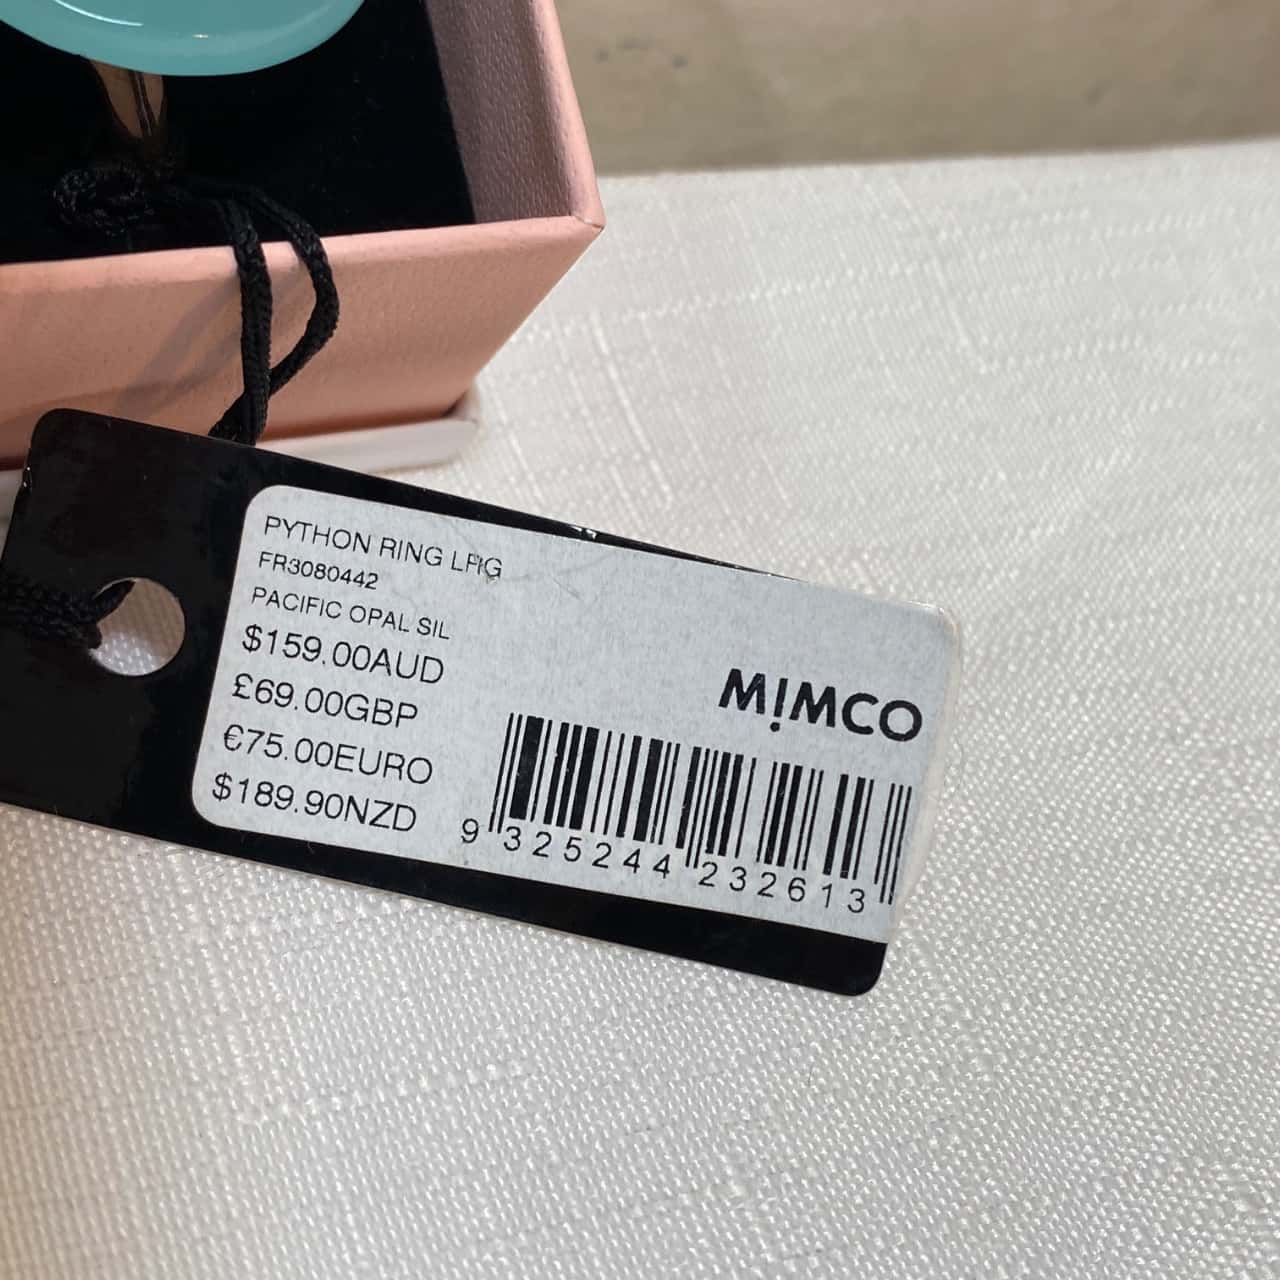 PYTHON RING LRG
FR3080442
PACIFIC OPAL SIL
$159.00AUD
£69.00GBP
€75.00EURO
$189.90NZD
MIMCO
9 325244 232613